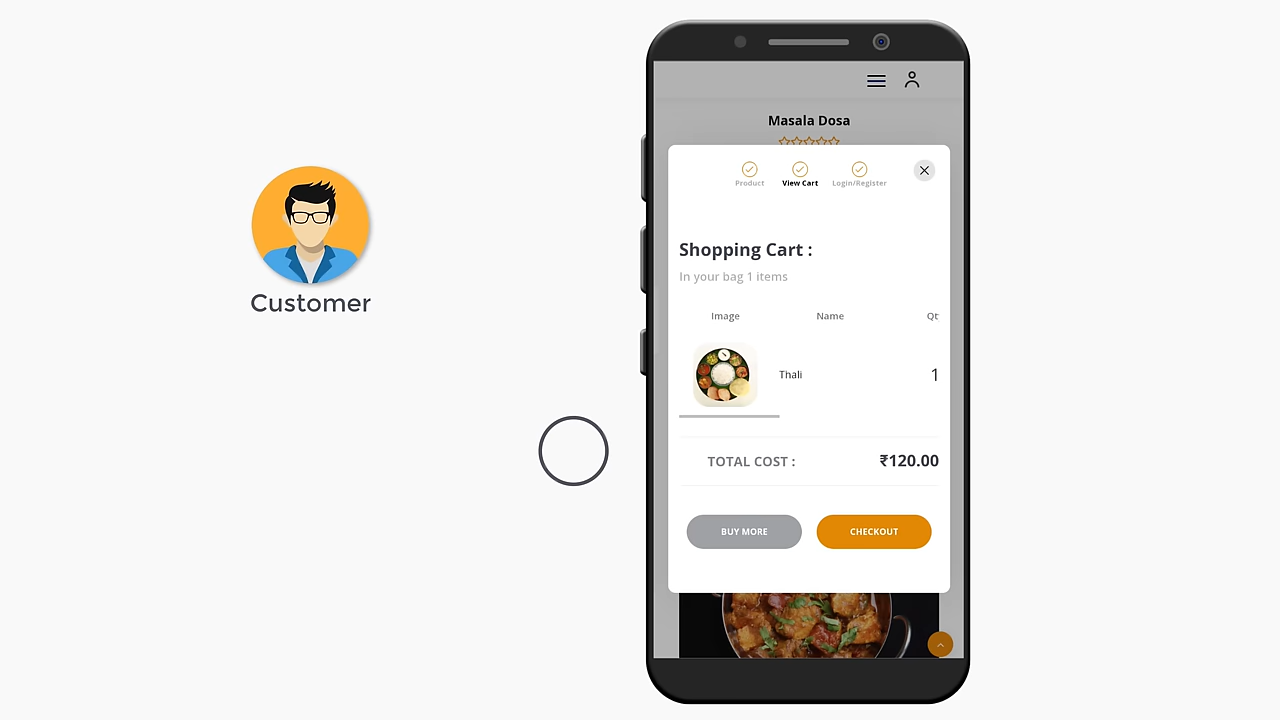 Masala Dosa
Product View Cart Login/Register
Shopping Cart :
In your bag 1 items
Image Name Qt
Thali 1
TOTAL COST : ₹120.00
BUY MORE CHECKOUT
Customer